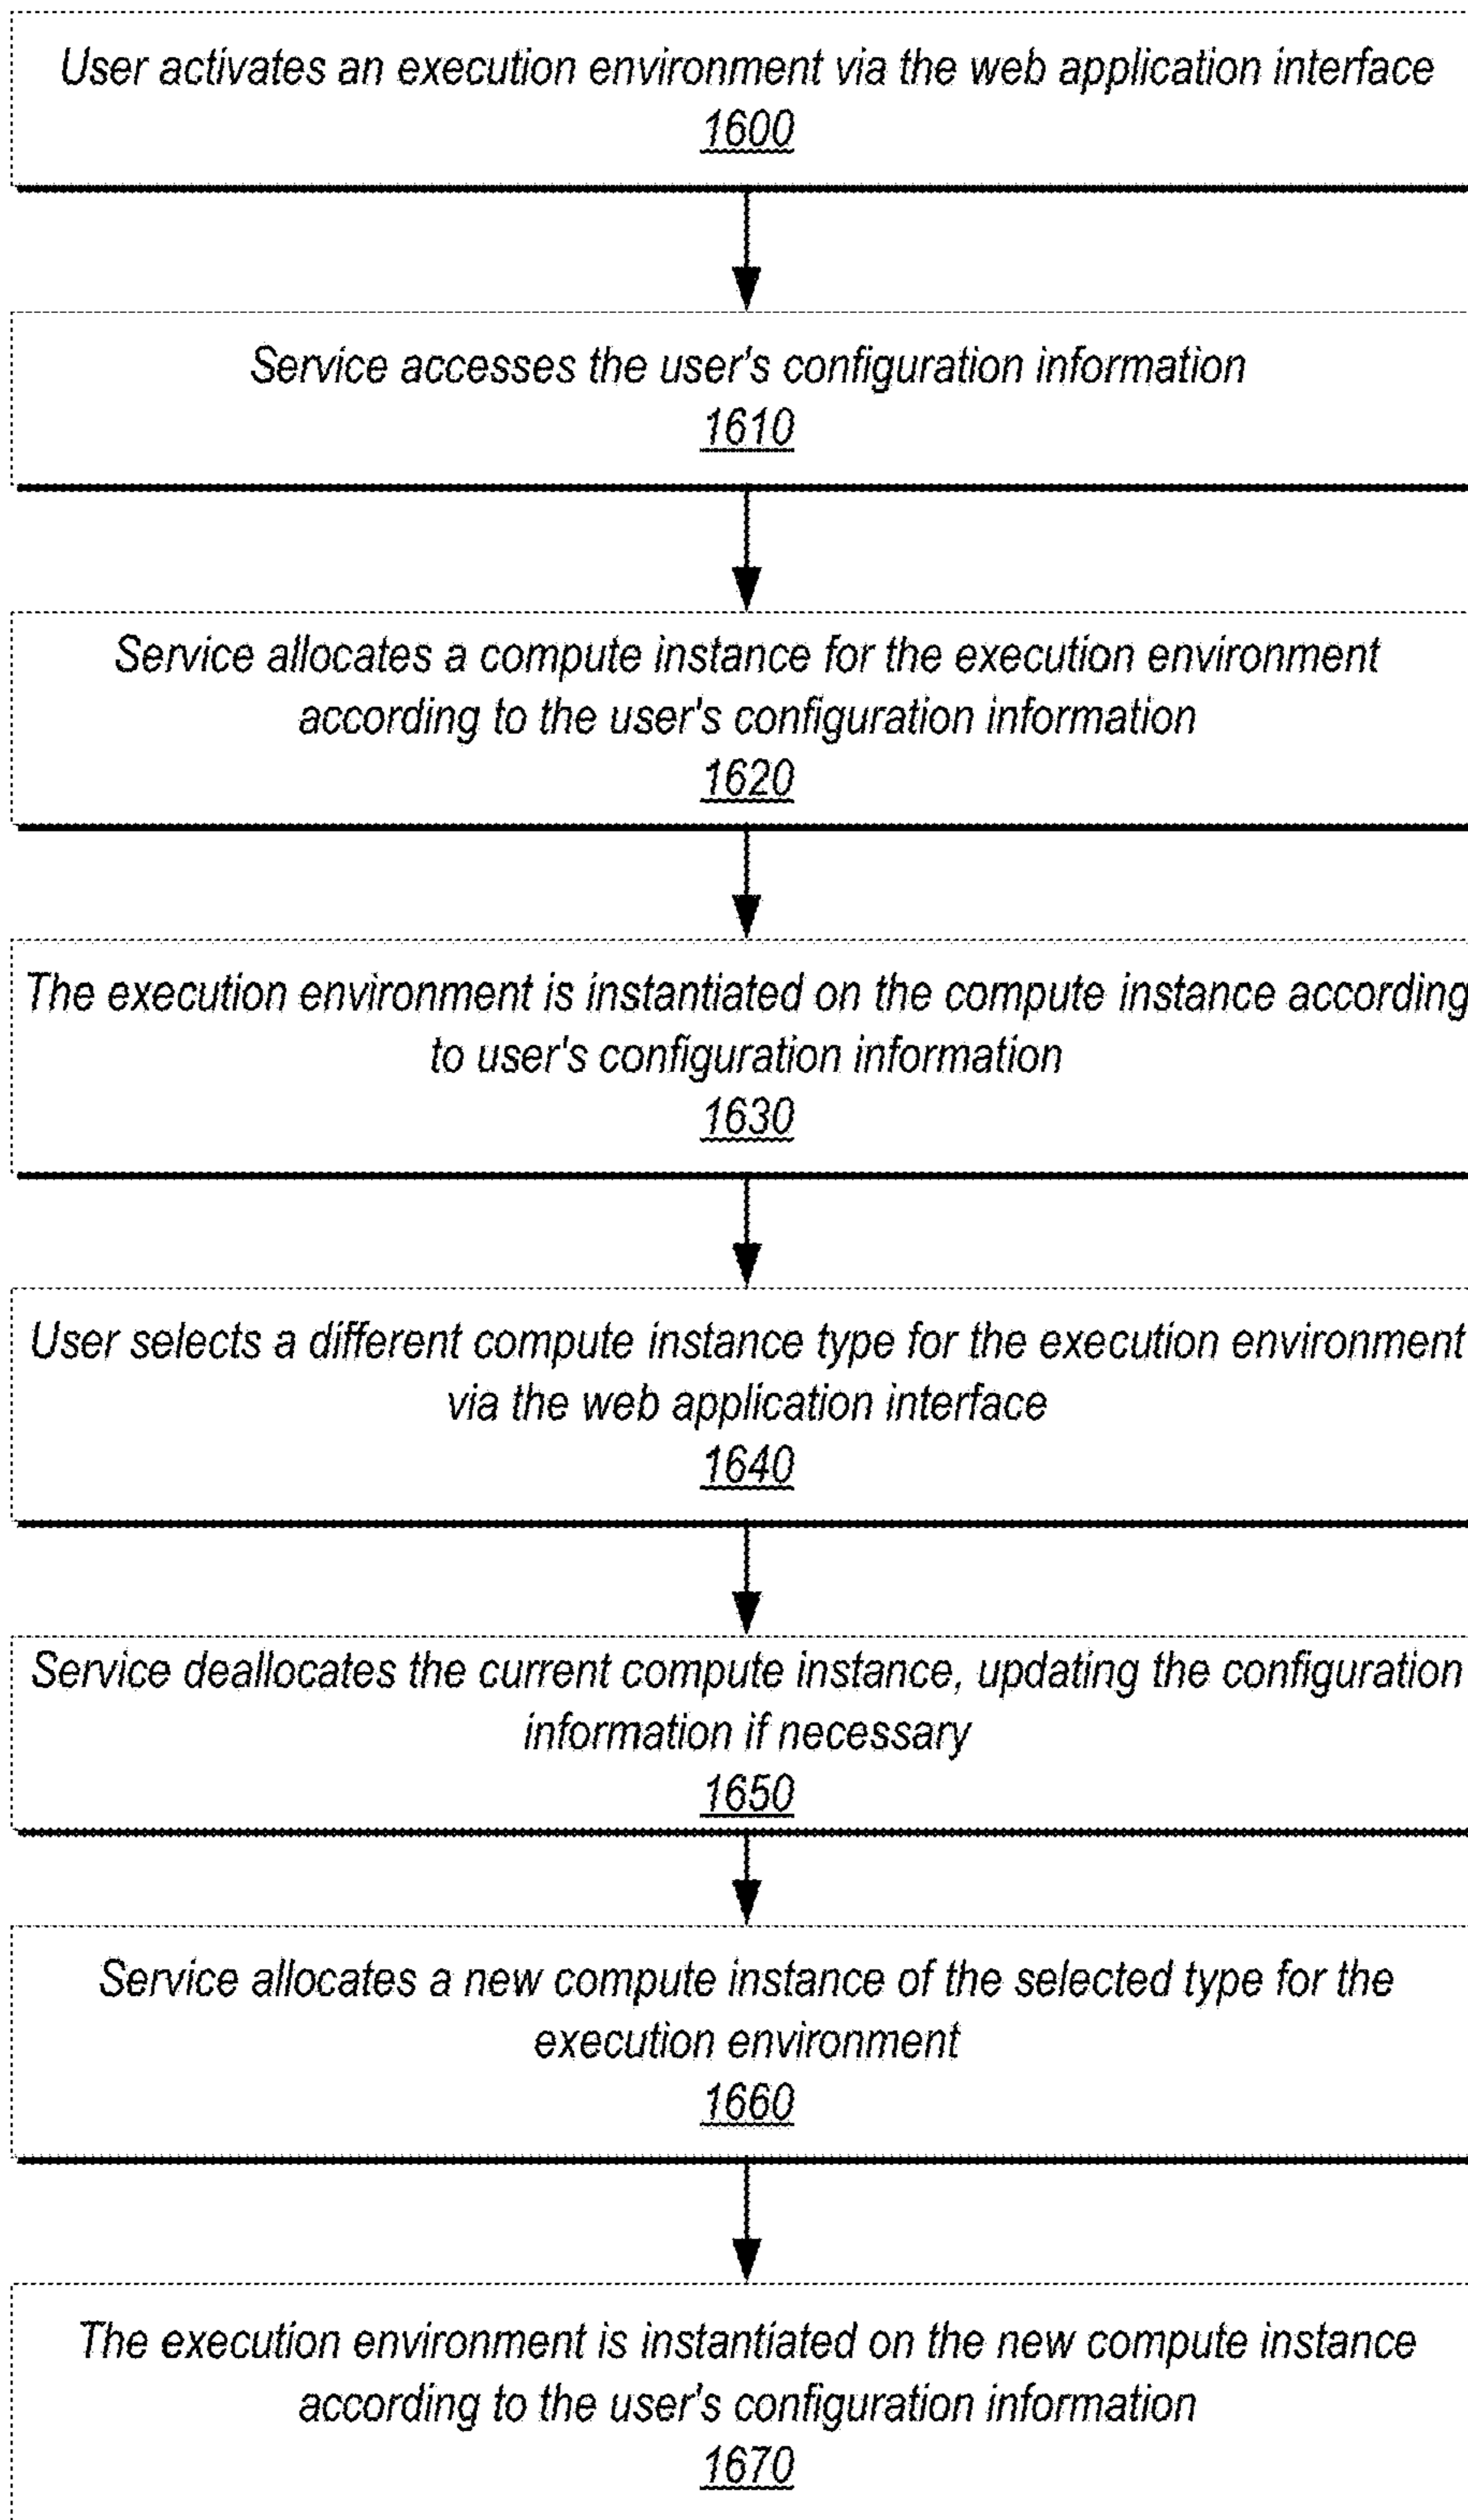 User activates an execution environment via the web application interface
1600
Service accesses the user's configuration information
1610
Service allocates a compute instance for the execution environment
according to the user's configuration information
1620
The execution environment is instantiated on the compute instance according
to user's configuration information
1630
User selects a different compute instance type for the execution environment
via the web application interface
1640
Service deallocates the current compute instance, updating the configuration
information if necessary
1650
Service allocates a new compute instance of the selected type for the
execution environment
1660
The execution environment is instantiated on the new compute instance
according to the user’s configuration information
1670